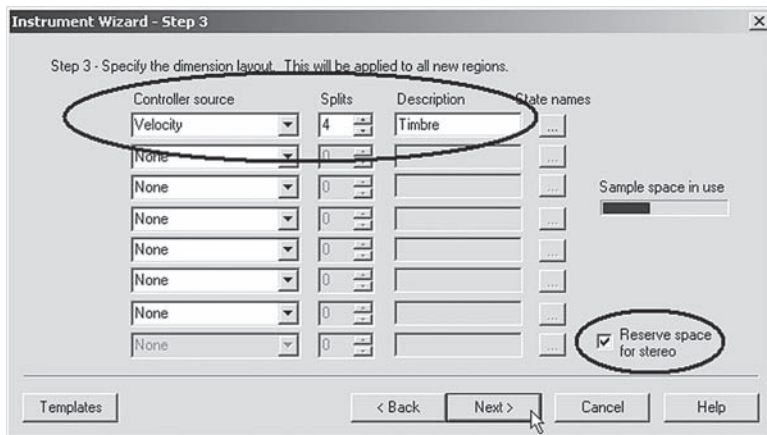 Instrument Wizard - Step 3
Step 3 - Specify the dimension layout. This will be applied to all new regions.
Controller source Splits Description State names
Velocity 4 Timbre ...
None 0 ...
None 0 ...
None 0 ...
None 0 ...
None 0 ...
None 0 ...
None 0 ...
Sample space in use
Reserve space
for stereo
Templates < Back Next > Cancel Help